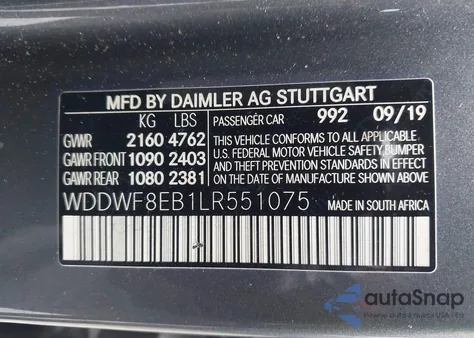 MFD BY DAIMLER AG STUTTGART
KG LBS PASSENGER CAR 992 09/19
GVWR 2160 4762 THIS VEHICLE CONFORMS TO ALL APPLICABLE
GAWR FRONT 1090 2403 U.S. FEDERAL MOTOR VEHICLE SAFETY, BUMPER
AND THEFT PREVENTION STANDARDS IN EFFECT
GAWR REAR 1080 2381 ON THE DATE OF MANUFACTURE SHOWN ABOVE
WDDWF8EB1LR551075 MADE IN SOUTH AFRICA
autoSnap